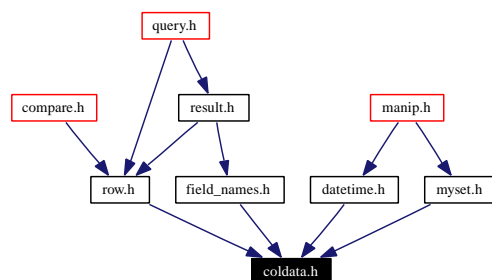 query.h
compare.h
result.h
manip.h
row.h
field_names.h
datetime.h
myset.h
coldata.h